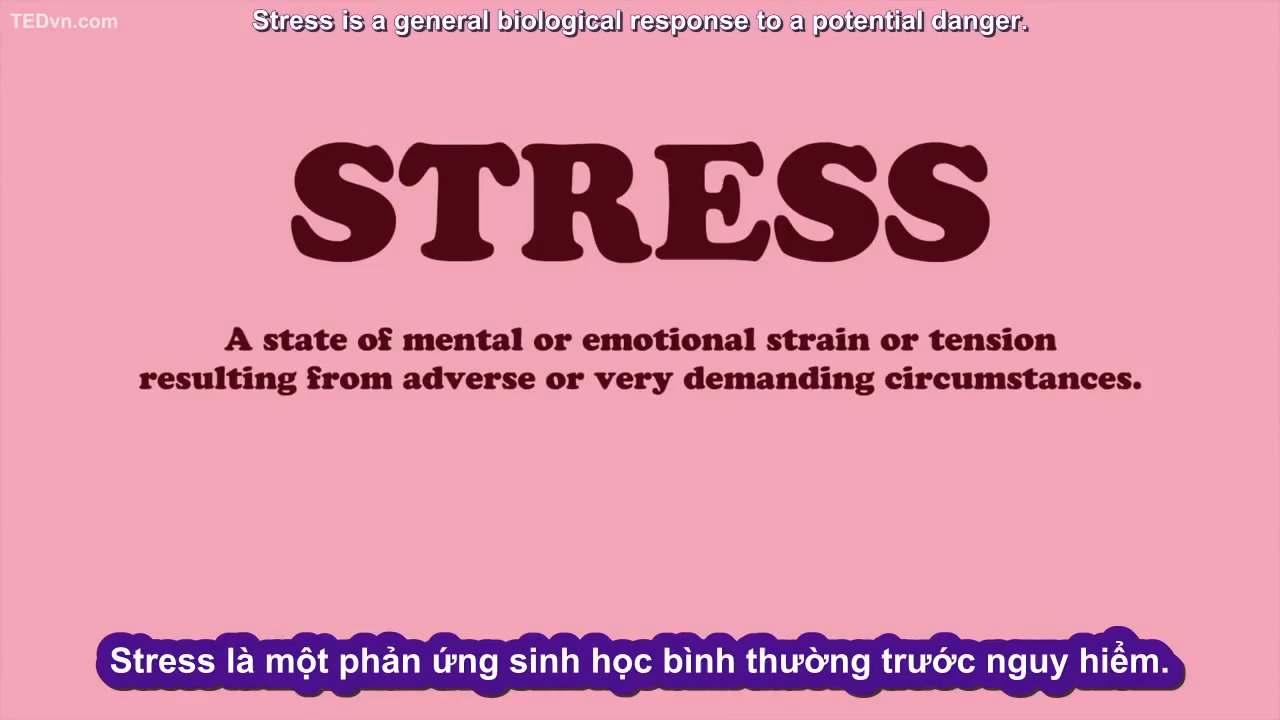 TEDvn.com
Stress is a general biological response to a potential danger.
STRESS
A state of mental or emotional strain or tension
resulting from adverse or very demanding circumstances.
Stress là một phản ứng sinh học bình thường trước nguy hiểm.